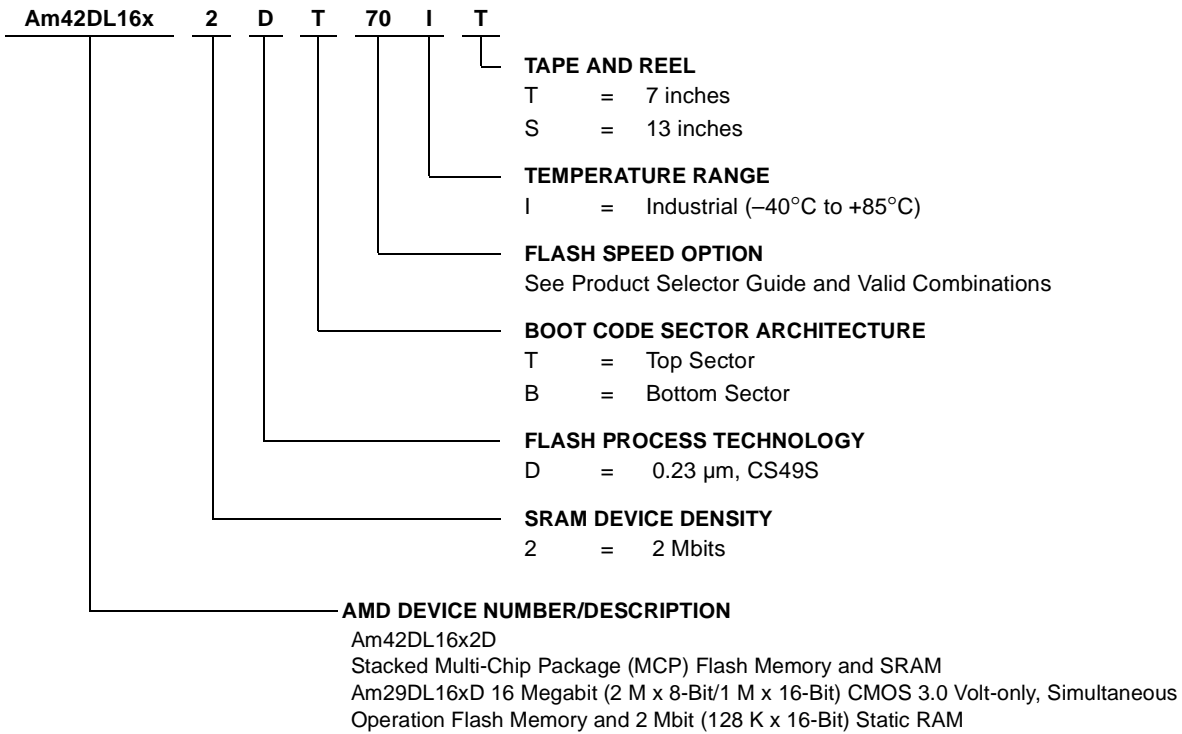 Am42DL16x 2 D T 70 I T
TAPE AND REEL
T = 7 inches
S = 13 inches
TEMPERATURE RANGE
I = Industrial (–40°C to +85°C)
FLASH SPEED OPTION
See Product Selector Guide and Valid Combinations
BOOT CODE SECTOR ARCHITECTURE
T = Top Sector
B = Bottom Sector
FLASH PROCESS TECHNOLOGY
D = 0.23 µm, CS49S
SRAM DEVICE DENSITY
2 = 2 Mbits
AMD DEVICE NUMBER/DESCRIPTION
Am42DL16x2D
Stacked Multi-Chip Package (MCP) Flash Memory and SRAM
Am29DL16xD 16 Megabit (2 M x 8-Bit/1 M x 16-Bit) CMOS 3.0 Volt-only, Simultaneous
Operation Flash Memory and 2 Mbit (128 K x 16-Bit) Static RAM